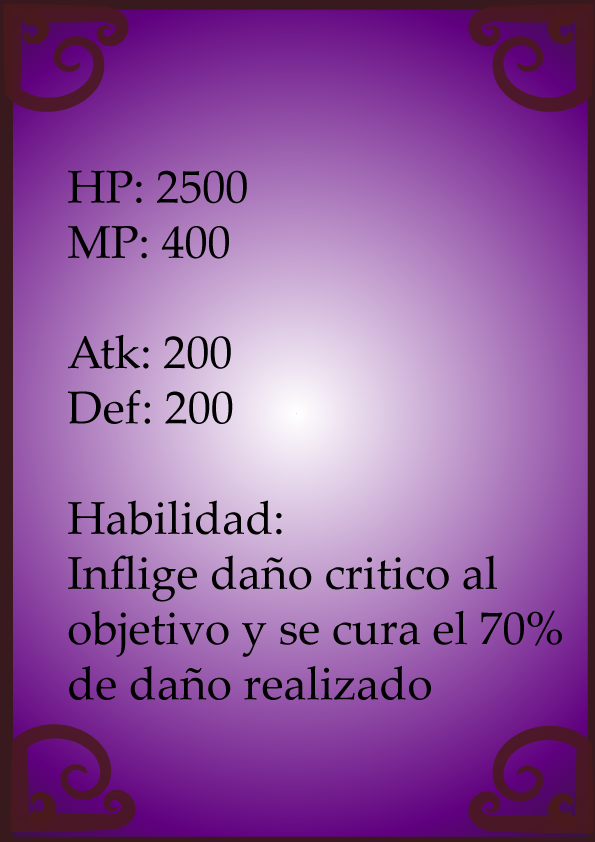 HP: 2500
MP: 400
Atk: 200
Def: 200
Habilidad:
Inflige daño critico al
objetivo y se cura el 70%
de daño realizado